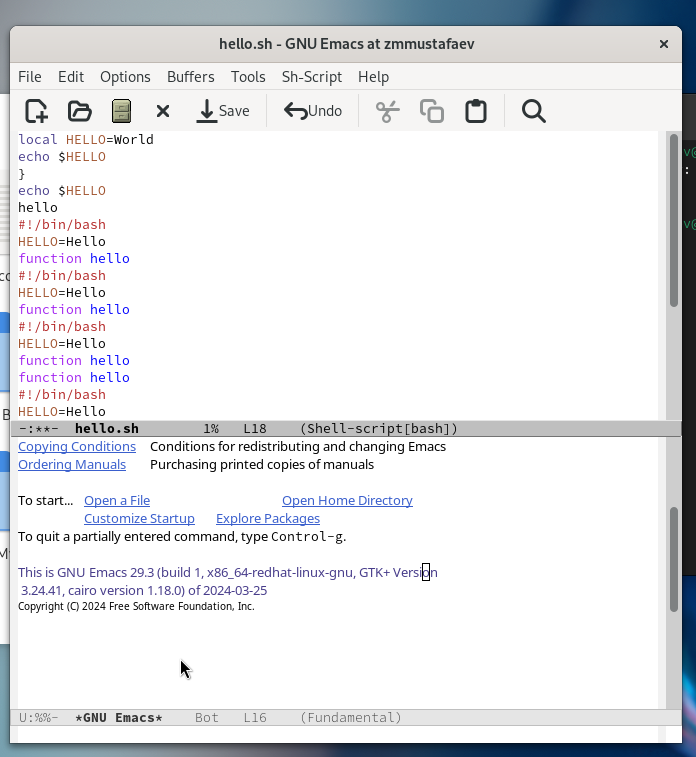 hello.sh - GNU Emacs at zmmustafaev
File Edit Options Buffers Tools Sh-Script Help
Save Undo
local HELLO=World
echo $HELLO
}
echo $HELLO
hello
#!/bin/bash
HELLO=Hello
function hello
#!/bin/bash
HELLO=Hello
function hello
#!/bin/bash
HELLO=Hello
function hello
function hello
#!/bin/bash
HELLO=Hello
-:**- hello.sh 1% L18 (Shell-script[bash])
Copying Conditions Conditions for redistributing and changing Emacs
Ordering Manuals Purchasing printed copies of manuals
To start... Open a File Open Home Directory
Customize Startup Explore Packages
To quit a partially entered command, type Control-g.
This is GNU Emacs 29.3 (build 1, x86_64-redhat-linux-gnu, GTK+ Version
3.24.41, cairo version 1.18.0) of 2024-03-25
Copyright (C) 2024 Free Software Foundation, Inc.
U:%%- *GNU Emacs* Bot L16 (Fundamental)